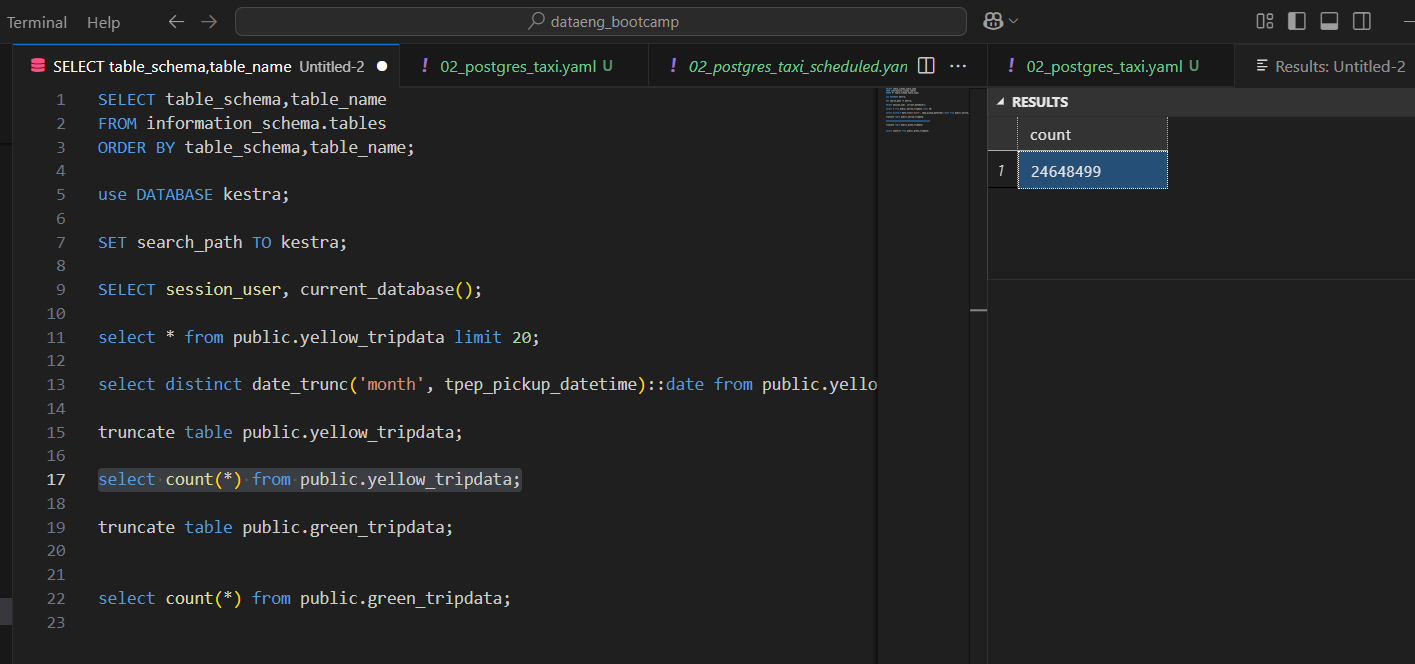 Terminal Help dataeng_bootcamp
SELECT table_schema,table_name Untitled-2 ! 02_postgres_taxi.yaml U ! 02_postgres_taxi_scheduled.yan ! 02_postgres_taxi.yaml U Results: Untitled-2
1 SELECT table_schema,table_name
2 FROM information_schema.tables
3 ORDER BY table_schema,table_name;
4
5 use DATABASE kestra;
6
7 SET search_path TO kestra;
8
9 SELECT session_user, current_database();
10
11 select * from public.yellow_tripdata limit 20;
12
13 select distinct date_trunc('month', tpep_pickup_datetime)::date from public.yello
14
15 truncate table public.yellow_tripdata;
16
17 select count(*) from public.yellow_tripdata;
18
19 truncate table public.green_tripdata;
20
21
22 select count(*) from public.green_tripdata;
23
RESULTS
count
1 24648499